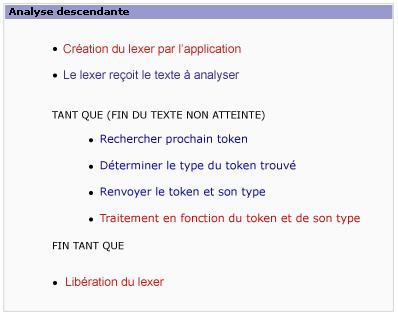 Analyse descendante
• Création du lexer par l'application
• Le lexer reçoit le texte à analyser
TANT QUE (FIN DU TEXTE NON ATTEINTE)
• Rechercher prochain token
• Déterminer le type du token trouvé
• Renvoyer le token et son type
• Traitement en fonction du token et de son type
FIN TANT QUE
• Libération du lexer